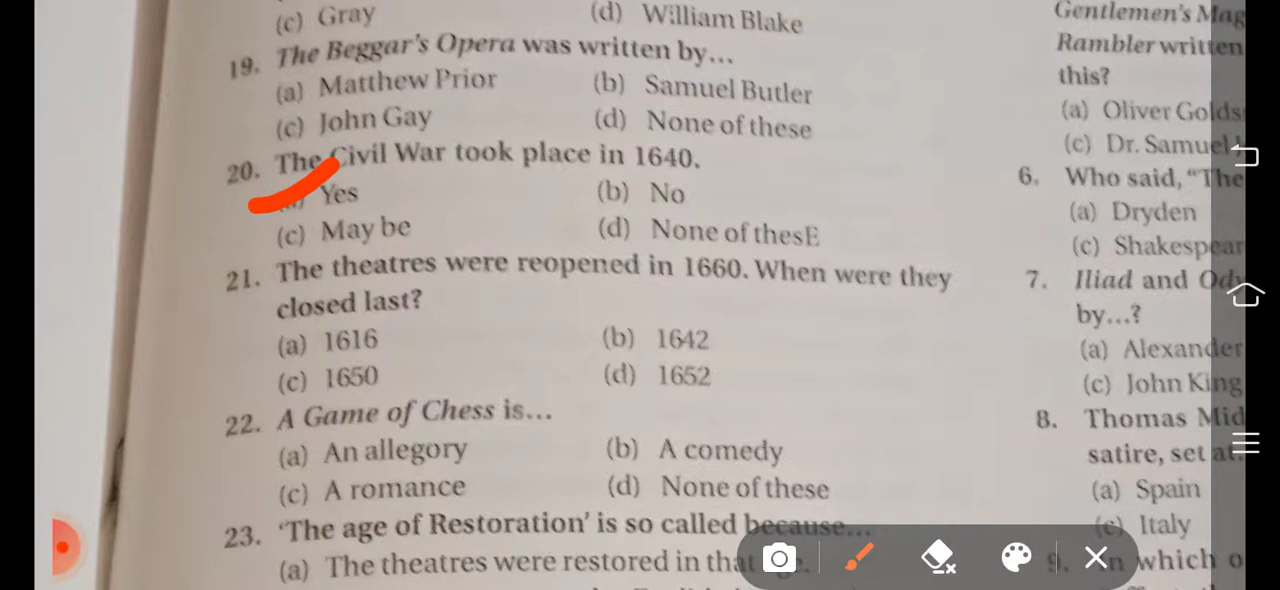 (c) Gray (d) William Blake
19. The Beggar's Opera was written by...
(a) Matthew Prior (b) Samuel Butler
(c) John Gay (d) None of these
20. The Civil War took place in 1640.
Yes (b) No
(c) May be (d) None of thesE
21. The theatres were reopened in 1660. When were they
closed last?
(a) 1616 (b) 1642
(c) 1650 (d) 1652
22. A Game of Chess is...
(a) An allegory (b) A comedy
(c) A romance (d) None of these
23. 'The age of Restoration' is so called because...
(a) The theatres were restored in that
Gentlemen's Mag
Rambler written
this?
(a) Oliver Golds
(c) Dr. Samuel
6. Who said, "The
(a) Dryden
(c) Shakespear
7. Iliad and Ody
by...?
(a) Alexander
(c) John King
8. Thomas Mid
satire, set at
(a) Spain
(c) Italy
9. In which o